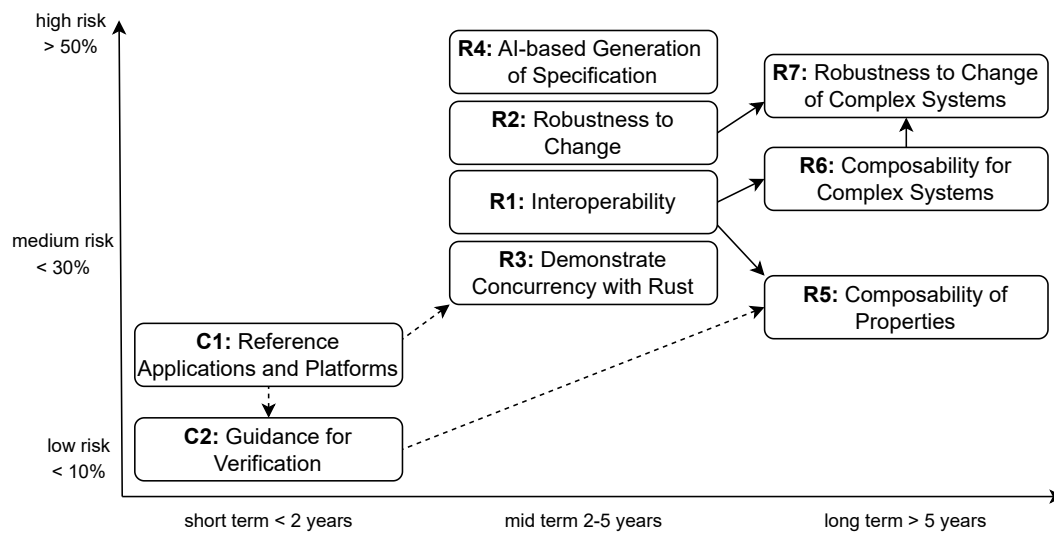 high risk
> 50%
R4: AI-based Generation
of Specification
R7: Robustness to Change
of Complex Systems
R2: Robustness to
Change
R6: Composability for
Complex Systems
R1: Interoperability
medium risk
< 30%
R3: Demonstrate
Concurrency with Rust
R5: Composability of
Properties
C1: Reference
Applications and Platforms
C2: Guidance for
Verification
low risk
< 10%
short term < 2 years
mid term 2-5 years
long term > 5 years